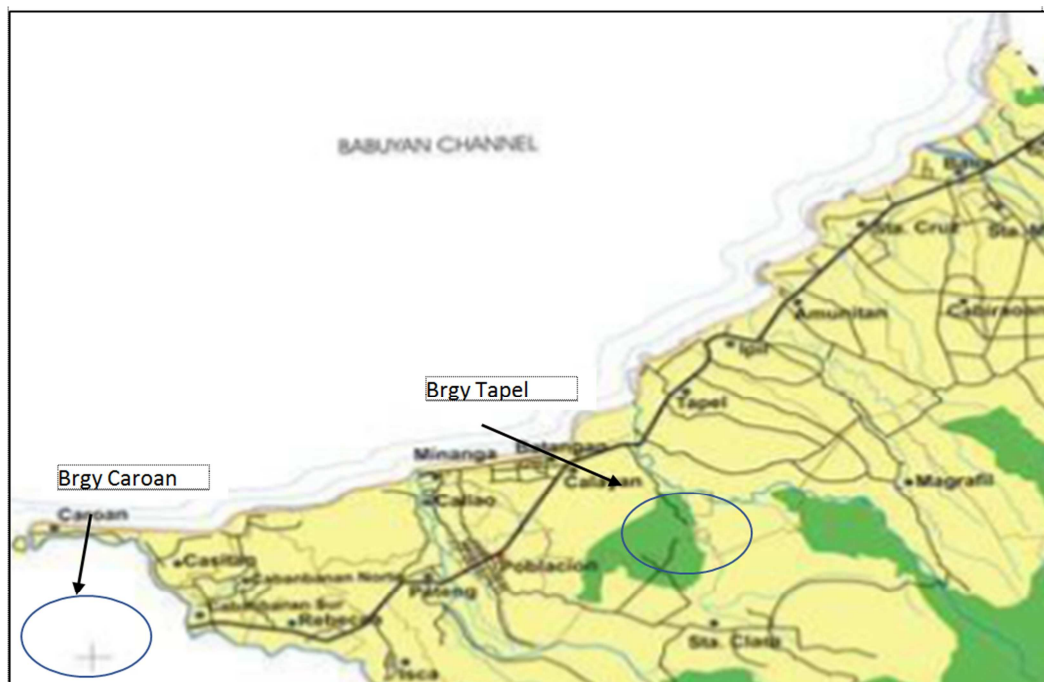 BABUYAN CHANNEL
Sta. Cruz
Amunitan
Cabiraoan
Ipil
Brgy Tapel
Tapel
Minanga
Batangan
Brgy Caroan
Callao
Calayan
Magrafil
Caroan
Casitan
Poblacion
Cabanbanan Norte
Pateng
Cabanbanan Sur
Rebecca
Sta. Clara
Isca